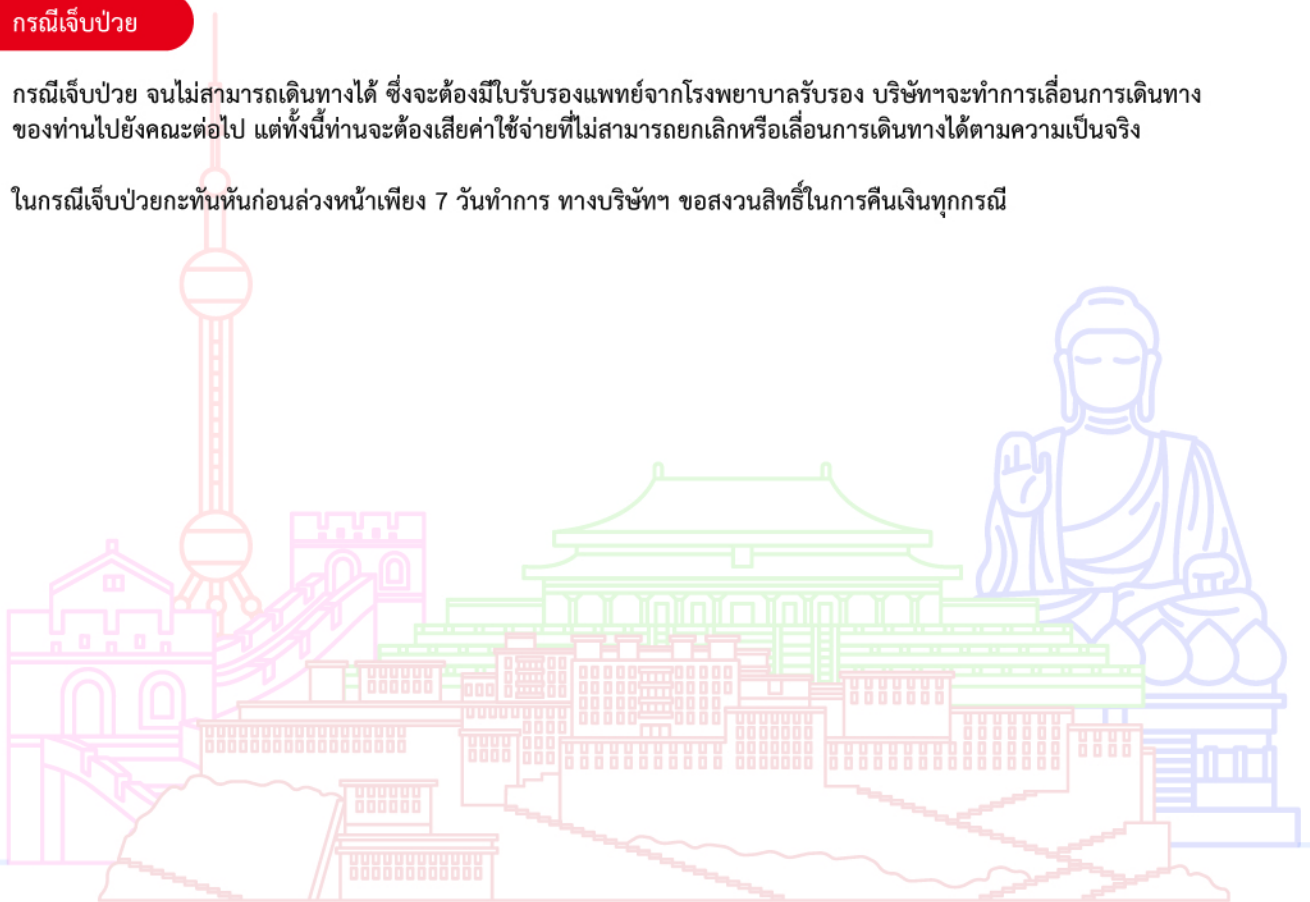 กรณีเจ็บป่วย
กรณีเจ็บป่วย จนไม่สามารถเดินทางได้ ซึ่งจะต้องมีใบรับรองแพทย์จากโรงพยาบาลรับรอง บริษัทฯจะทำการเลื่อนการเดินทาง
ของท่านไปยังคณะต่อไป แต่ทั้งนี้ท่านจะต้องเสียค่าใช้จ่ายที่ไม่สามารถยกเลิกหรือเลื่อนการเดินทางได้ตามความเป็นจริง
ในกรณีเจ็บป่วยกะทันหันก่อนล่วงหน้าเพียง 7 วันทำการ ทางบริษัทฯ ขอสงวนสิทธิ์ในการคืนเงินทุกกรณี